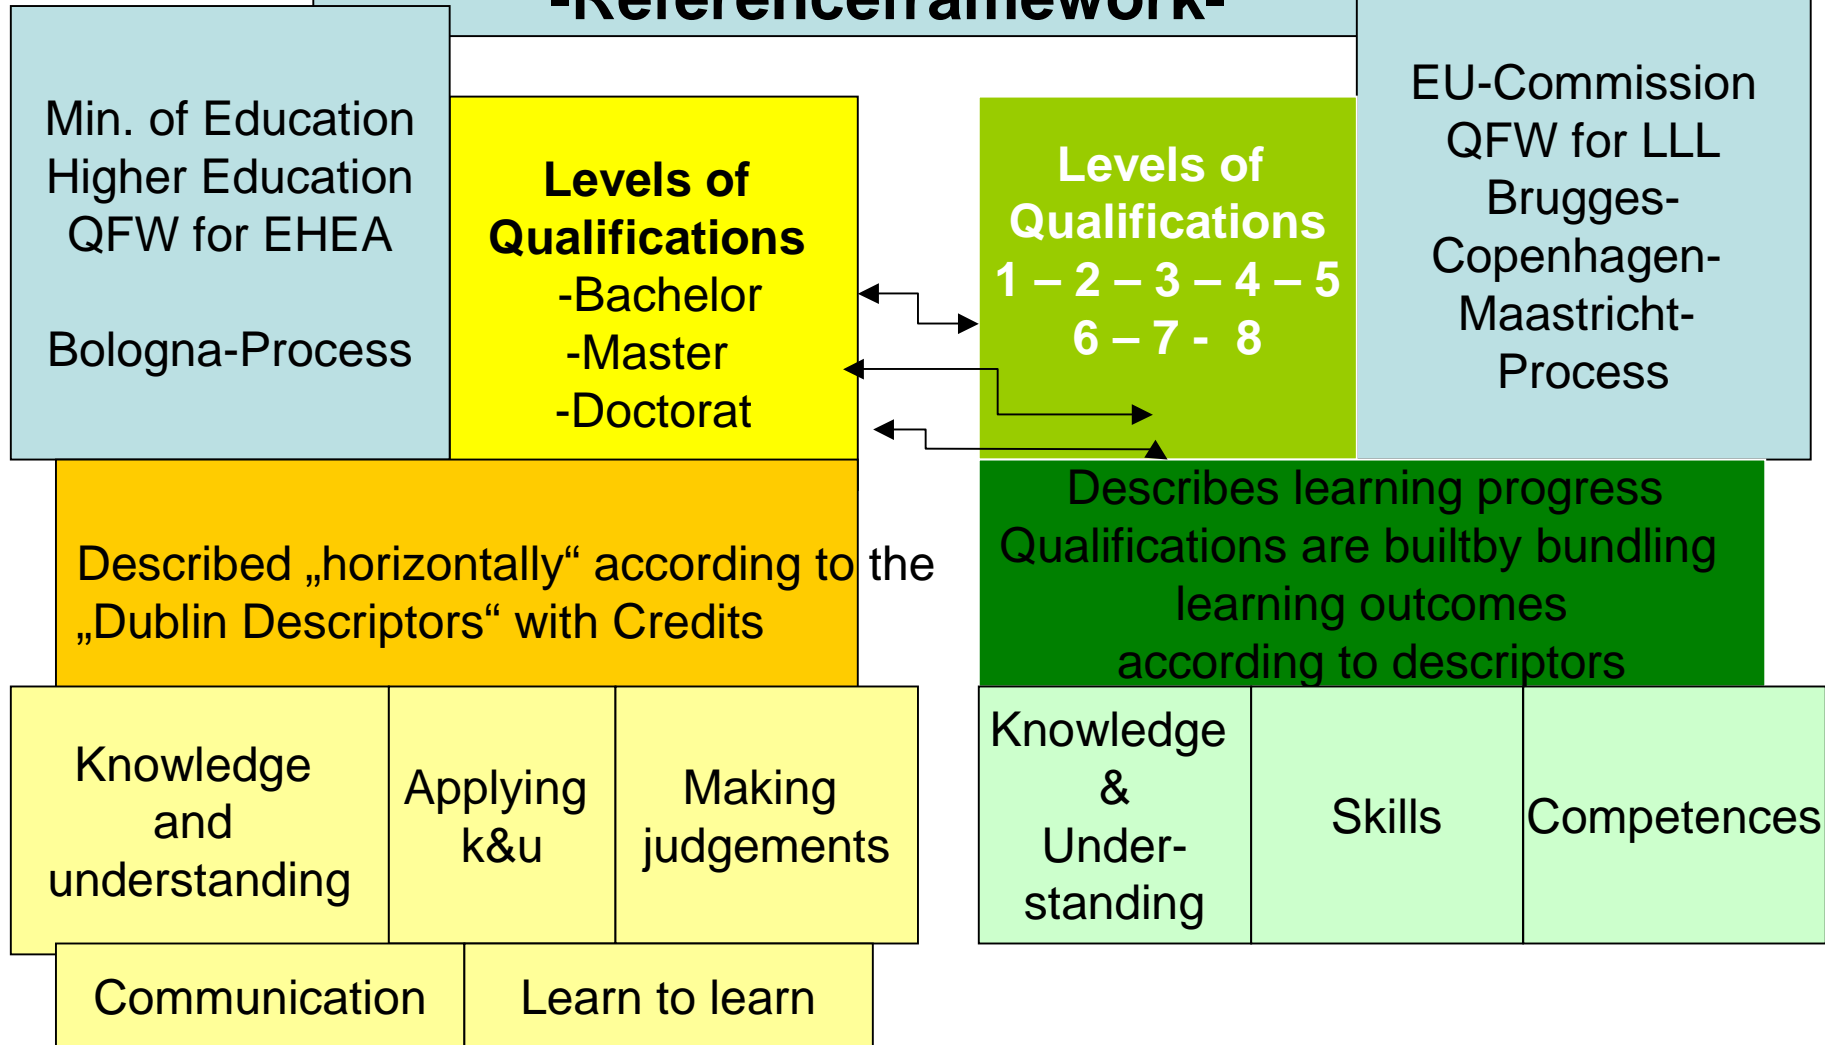 -Referenceframework-
Min. of Education
Higher Education
QFW for EHEA
Bologna-Process
Levels of
Qualifications
-Bachelor
-Master
-Doctorat
Levels of
Qualifications
1 – 2 – 3 – 4 – 5
6 – 7 - 8
EU-Commission
QFW for LLL
Brugges-
Copenhagen-
Maastricht-
Process
Described „horizontally“ according to the
„Dublin Descriptors“ with Credits
Describes learning progress
Qualifications are builtby bundling
learning outcomes
according to descriptors
Knowledge
and
understanding
Applying
k&u
Making
judgements
Knowledge
&
Under-
standing
Skills
Competences
Communication
Learn to learn